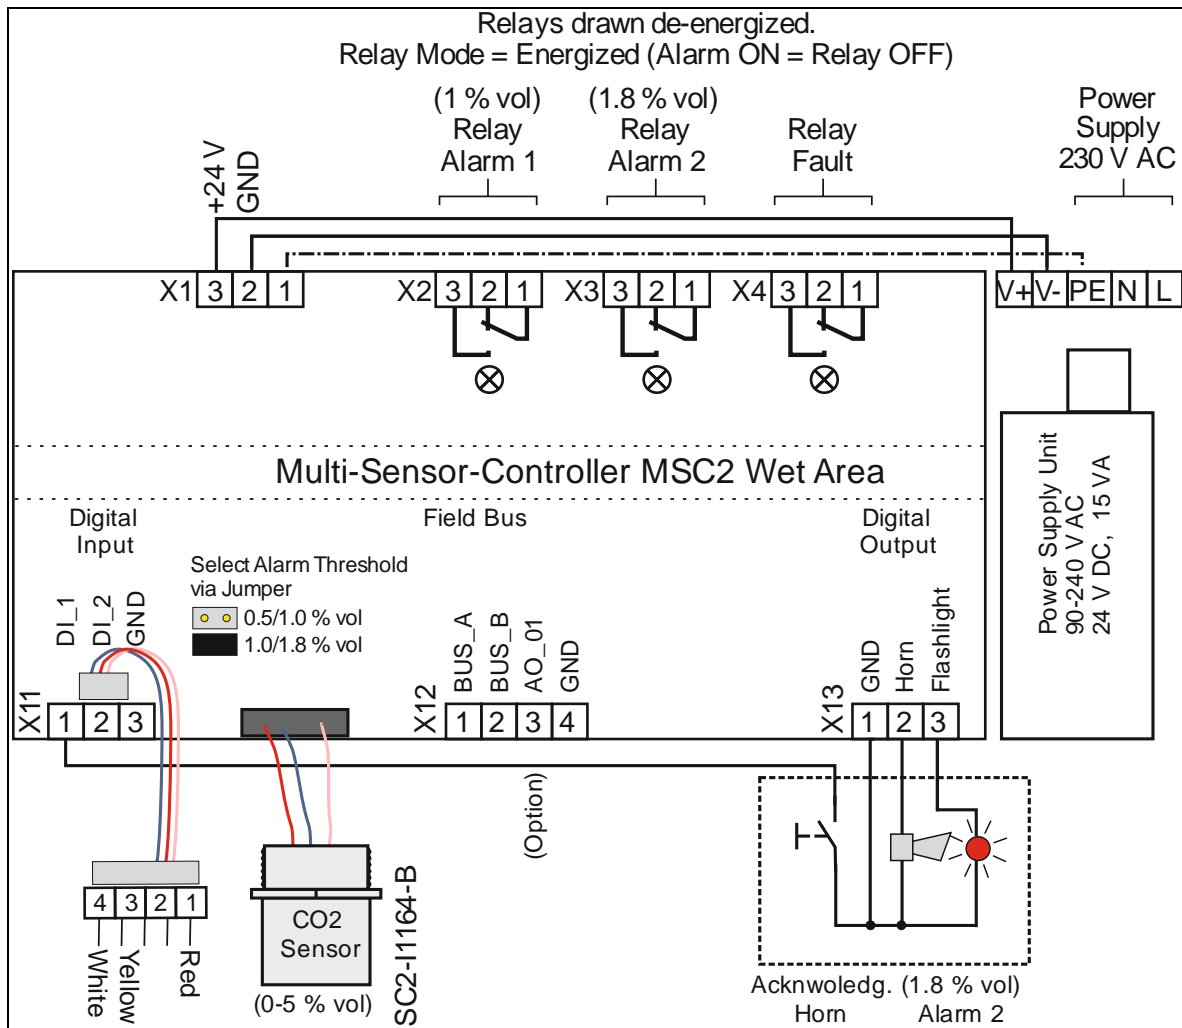 Relays drawn de-energized.
Relay Mode = Energized (Alarm ON = Relay OFF)
(1 % vol)
Relay
Alarm 1
(1.8 % vol)
Relay
Alarm 2
Relay
Fault
Power
Supply
230 V AC
+24 V
GND
X1 3 2 1
X2 3 2 1
X3 3 2 1
X4 3 2 1
V+ V- PE N L
Multi-Sensor-Controller MSC2 Wet Area
Power Supply Unit
90-240 V AC
24 V DC, 15 VA
Digital
Input
Field Bus
Digital
Output
Select Alarm Threshold
via Jumper
0.5/1.0 % vol
1.0/1.8 % vol
DI_1
DI_2
GND
X11 1 2 3
BUS_A
BUS_B
AO_01
GND
X12 1 2 3 4
GND
Horn
Flashlight
X13 1 2 3
(Option)
4 3 2 1
White
Yellow
Red
CO2
Sensor
(0-5 % vol)
SC2-I1164-B
Acknwoledg.
Horn
(1.8 % vol)
Alarm 2